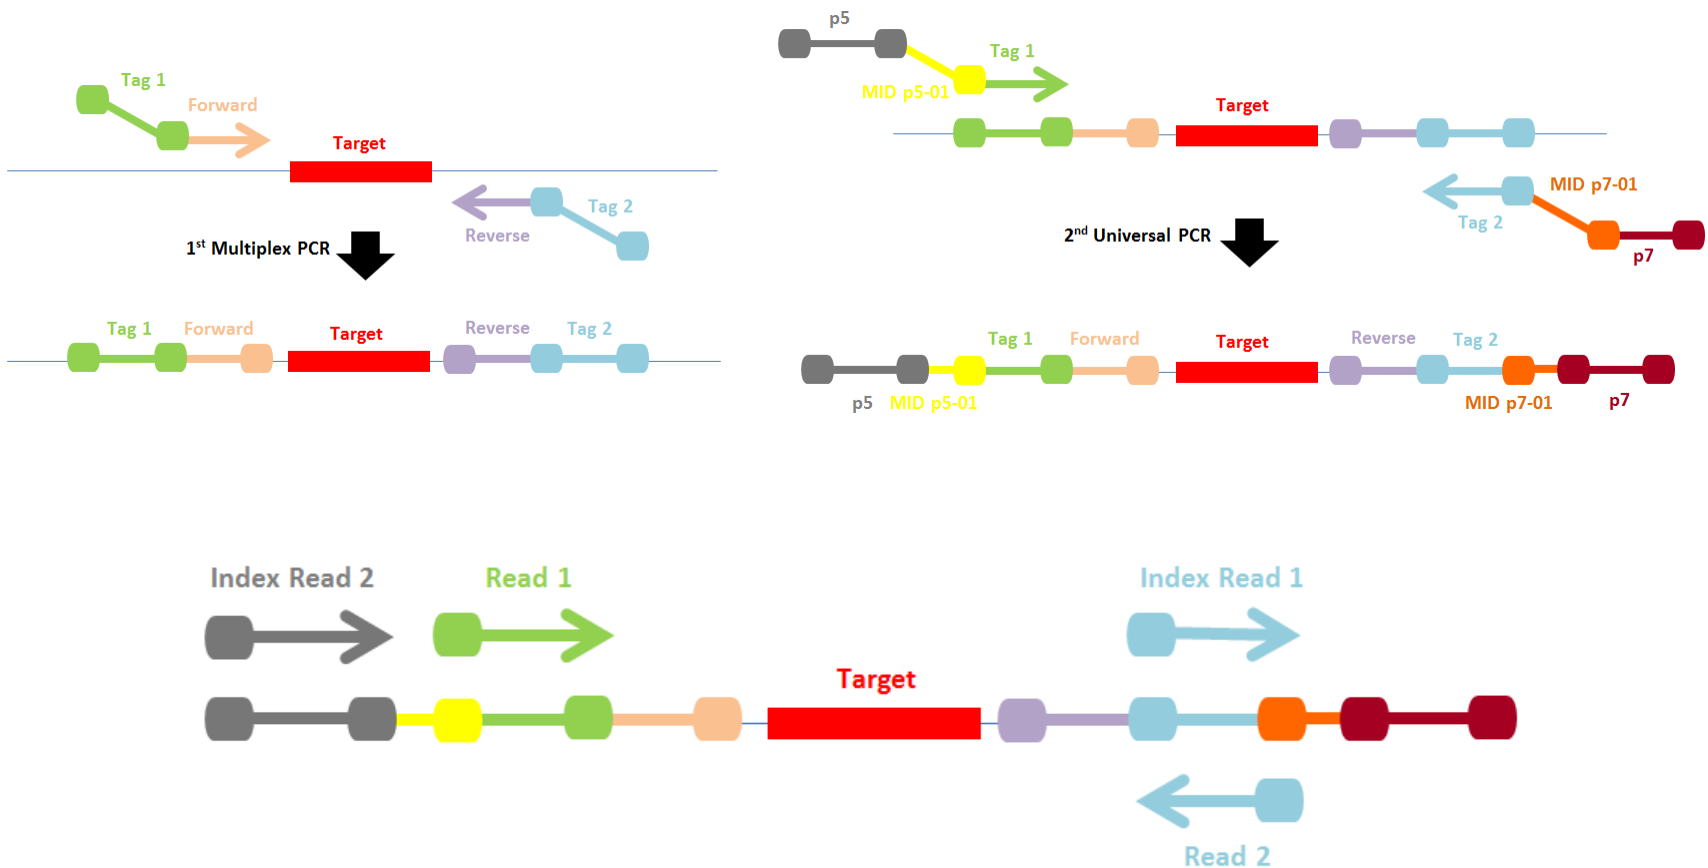 Tag 1
Forward
Target
Tag 2
Reverse
1st Multiplex PCR
Tag 1
Forward
Target
Reverse
Tag 2
p5
Tag 1
MID p5-01
Target
MID p7-01
Tag 2
p7
2nd Universal PCR
Tag 1
Forward
Target
Reverse
Tag 2
p5
MID p5-01
MID p7-01
p7
Index Read 2
Read 1
Index Read 1
Target
Read 2